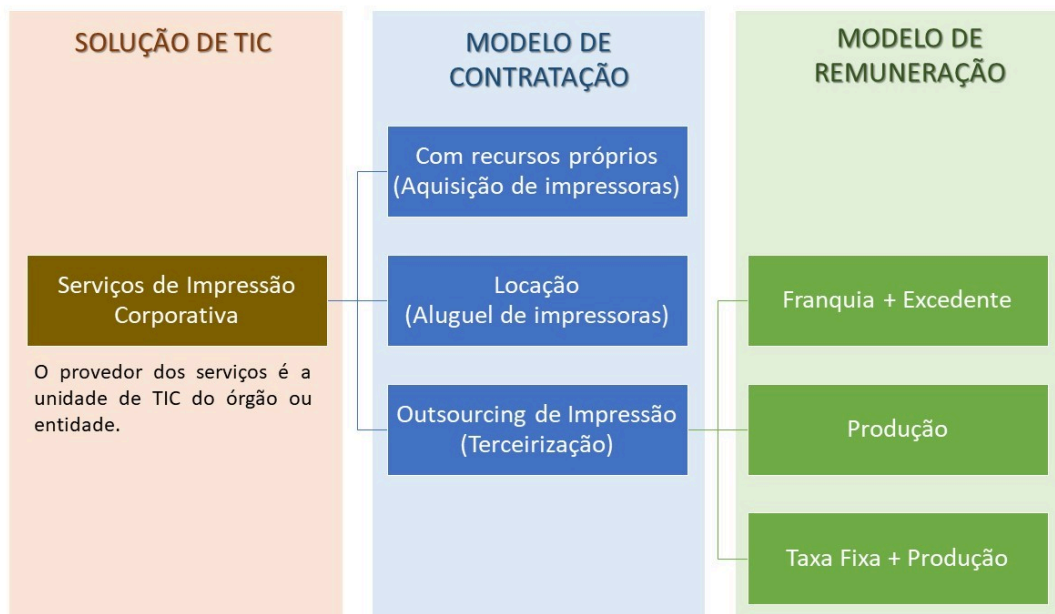 SOLUÇÃO DE TIC
Serviços de Impressão
Corporativa
O provedor dos serviços é a
unidade de TIC do órgão ou
entidade.
MODELO DE
CONTRATAÇÃO
Com recursos próprios
(Aquisição de impressoras)
Locação
(Aluguel de impressoras)
Outsourcing de Impressão
(Terceirização)
MODELO DE
REMUNERAÇÃO
Franquia + Excedente
Produção
Taxa Fixa + Produção